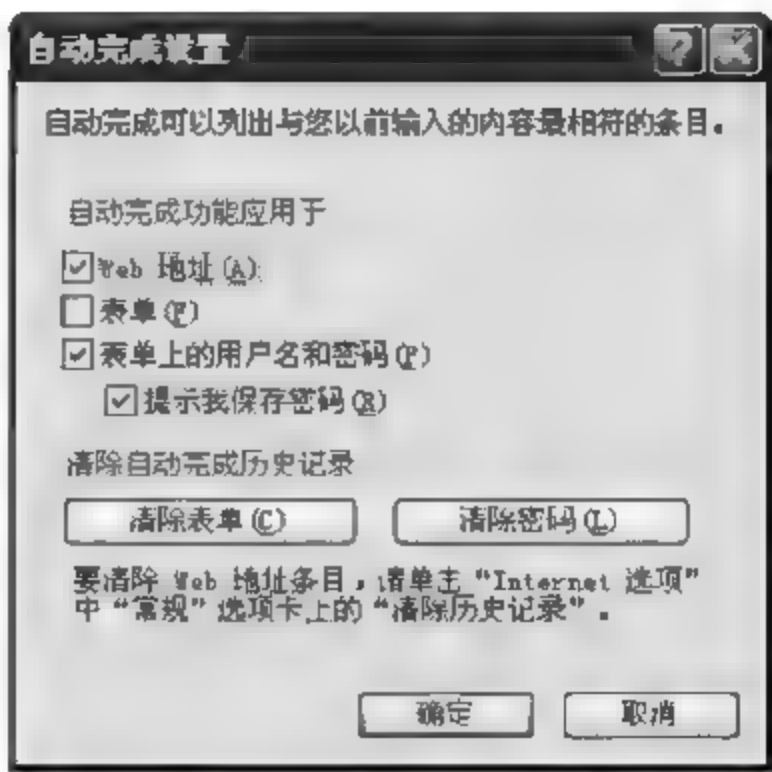 自动完成设置
自动完成可以列出与您以前输入的内容最相符的条目。
自动完成功能应用于
Web 地址(A)
表单(F)
表单上的用户名和密码(P)
提示我保存密码(R)
清除自动完成历史记录
清除表单(C) 清除密码(L)
要清除 Web 地址条目，请单击“Internet 选项”
中“常规”选项卡上的“清除历史记录”。
确定 取消